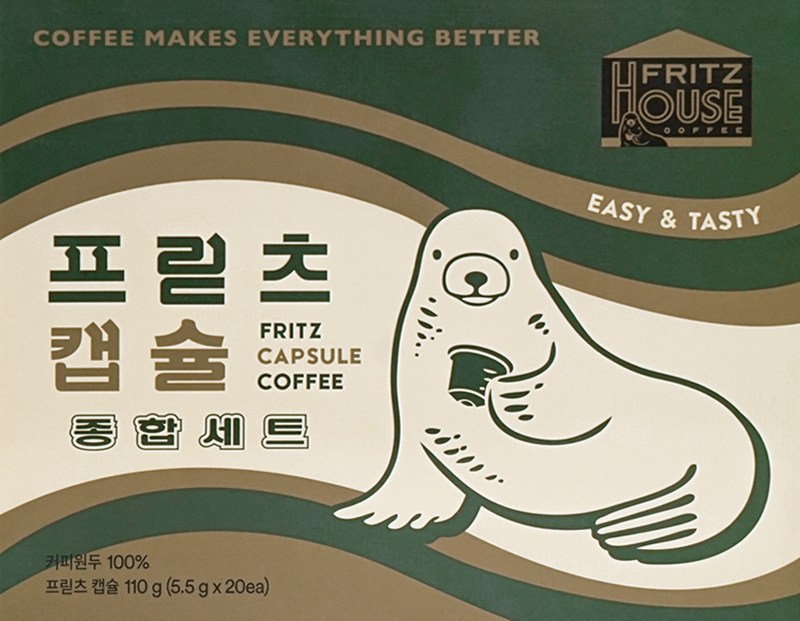 COFFEE MAKES EVERYTHING BETTER
FRITZ
HOUSE
COFFEE
EASY & TASTY
프릳츠
캡슐
FRITZ
CAPSULE
COFFEE
종합세트
커피원두 100%
프릳츠 캡슐 110 g (5.5 g x 20ea)